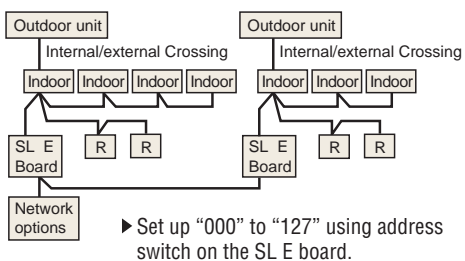 Outdoor unit
Outdoor unit
Internal/external Crossing
Internal/external Crossing
Indoor Indoor Indoor Indoor
Indoor Indoor Indoor
SL E
Board
R R
SL E
Board
R R
Network
options
▶ Set up “000” to “127” using address
switch on the SL E board.